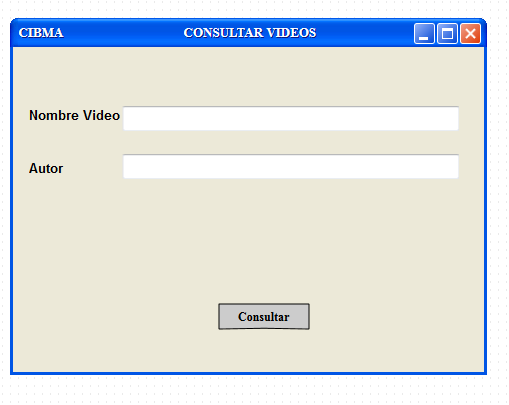 CIBMA CONSULTAR VIDEOS
Nombre Video
Autor
Consultar